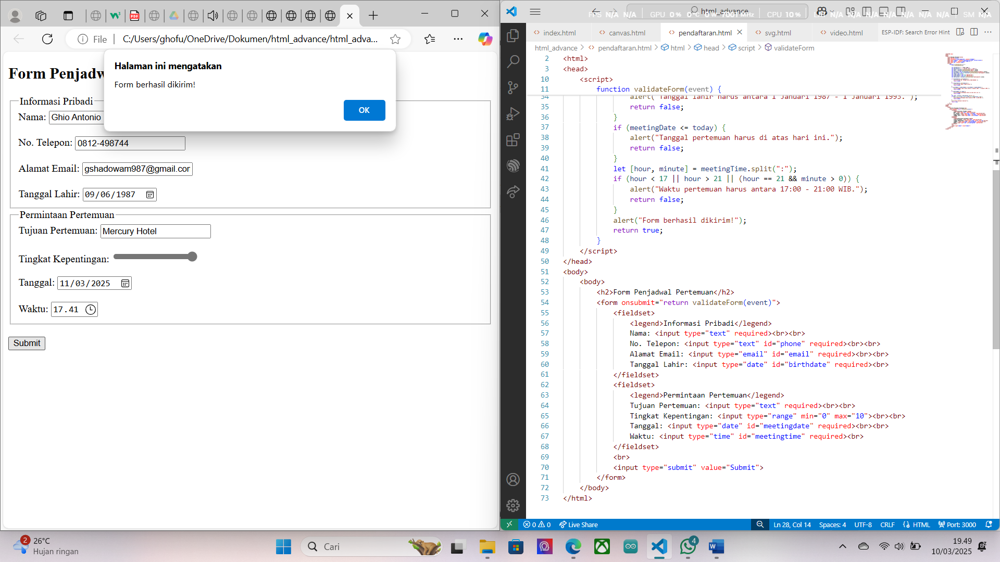 File
C:/Users/ghofu/OneDrive/Dokumen/html_advance/html_adva...
Halaman ini mengatakan
Form berhasil dikirim!
OK
Form Penjadw
Informasi Pribadi
Nama: Ghio Antonio
No. Telepon: 0812-498744
Alamat Email: gshadowam987@gmail.cor
Tanggal Lahir: 09/06/1987
Permintaan Pertemuan
Tujuan Pertemuan: Mercury Hotel
Tingkat Kepentingan:
Tanggal: 11/03/2025
Waktu: 17.41
Submit
html_advance
FPS N/A N/A GPU 0 % 0 °C 0 W 7001 MHz CPU 10 % LAT N/A N/A N/A N/A N/A N/A N/A SM N/A
index.html canvas.html pendaftaran.html svg.html video.html ESP-IDF: Search Error Hint
html_advance > pendaftaran.html > html > head > script > validateForm
2 <html>
3 <head>
10 <script>
11 function validateForm(event) {
34 alert("Tanggal lahir harus antara 1 Januari 1987 - 1 Januari 1993.");
35 return false;
36 }
37 if (meetingDate <= today) {
38 alert("Tanggal pertemuan harus di atas hari ini.");
39 return false;
40 }
41 let [hour, minute] = meetingTime.split(":");
42 if (hour < 17 || hour > 21 || (hour == 21 && minute > 0)) {
43 alert("Waktu pertemuan harus antara 17:00 - 21:00 WIB.");
44 return false;
45 }
46 alert("Form berhasil dikirim!");
47 return true;
48 }
49 </script>
50 </head>
51 <body>
52 <body>
53 <h2>Form Penjadwal Pertemuan</h2>
54 <form onsubmit="return validateForm(event)">
55 <fieldset>
56 <legend>Informasi Pribadi</legend>
57 Nama: <input type="text" required><br><br>
58 No. Telepon: <input type="text" id="phone" required><br><br>
59 Alamat Email: <input type="email" id="email" required><br><br>
60 Tanggal Lahir: <input type="date" id="birthdate" required><br>
61 </fieldset>
62 <fieldset>
63 <legend>Permintaan Pertemuan</legend>
64 Tujuan Pertemuan: <input type="text" required><br><br>
65 Tingkat Kepentingan: <input type="range" min="0" max="10"><br><br>
66 Tanggal: <input type="date" id="meetingdate" required><br><br>
67 Waktu: <input type="time" id="meetingtime" required><br>
68 </fieldset>
69 <br>
70 <input type="submit" value="Submit">
71 </form>
72 </body>
73 </html>
0 0 Live Share Ln 28, Col 14 Spaces: 4 UTF-8 CRLF HTML Port: 3000
2
26°C
Hujan ringan
Cari
4
19.49
10/03/2025